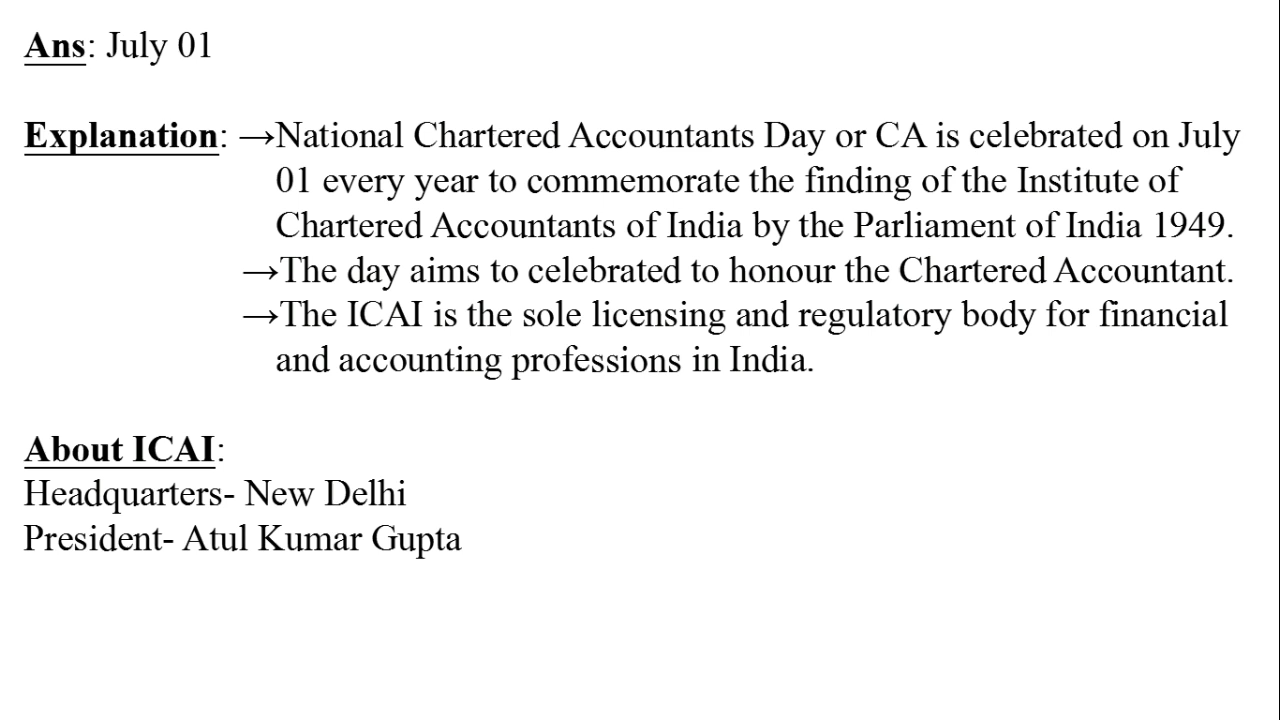 Ans: July 01
Explanation: →National Chartered Accountants Day or CA is celebrated on July
01 every year to commemorate the finding of the Institute of
Chartered Accountants of India by the Parliament of India 1949.
→The day aims to celebrated to honour the Chartered Accountant.
→The ICAI is the sole licensing and regulatory body for financial
and accounting professions in India.
About ICAI:
Headquarters- New Delhi
President- Atul Kumar Gupta